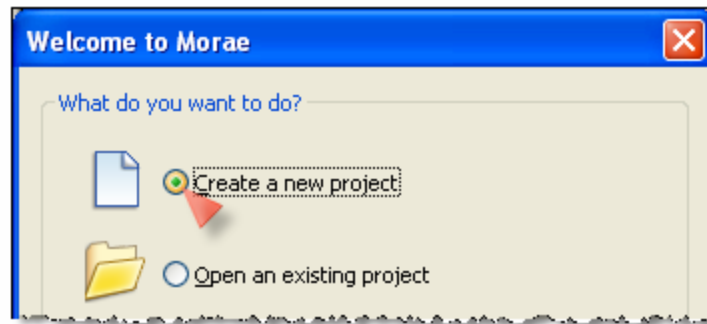 Welcome to Morae
What do you want to do?
Create a new project
Open an existing project